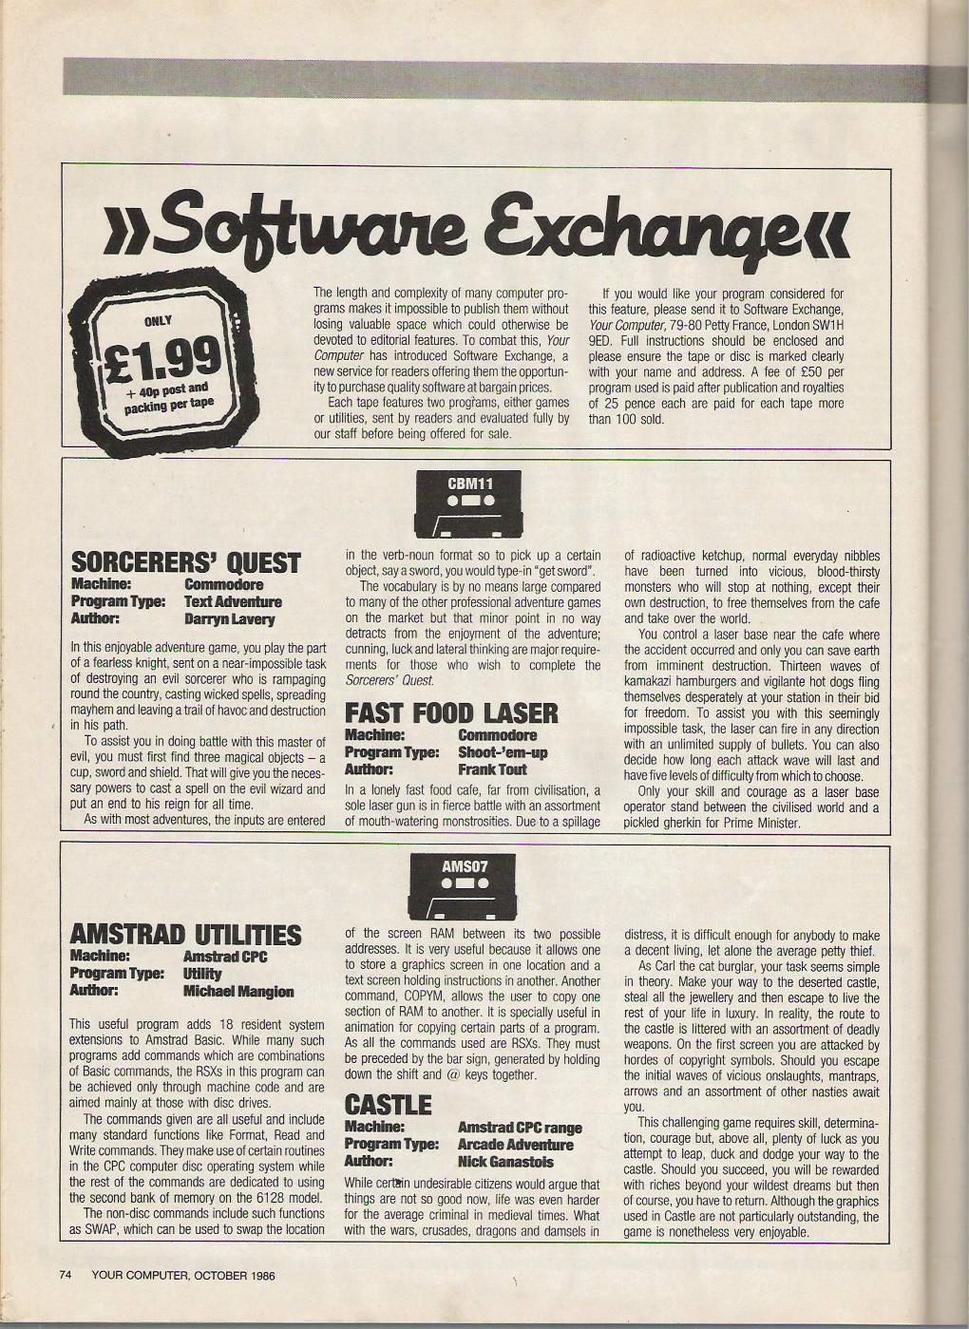 »Software Exchange«
ONLY
£1.99
+ 40p post and
packing per tape
The length and complexity of many computer pro-
grams makes it impossible to publish them without
losing valuable space which could otherwise be
devoted to editorial features. To combat this, Your
Computer has introduced Software Exchange, a
new service for readers offering them the opportun-
ity to purchase quality software at bargain prices.
Each tape features two programs, either games
or utilities, sent by readers and evaluated fully by
our staff before being offered for sale.
If you would like your program considered for
this feature, please send it to Software Exchange,
Your Computer, 79-80 Petty France, London SW1H
9ED. Full instructions should be enclosed and
please ensure the tape or disc is marked clearly
with your name and address. A fee of £50 per
program used is paid after publication and royalties
of 25 pence each are paid for each tape more
than 100 sold.
CBM11
SORCERERS' QUEST
Machine: Commodore
Program Type: Text Adventure
Author: Darryn Lavery
In this enjoyable adventure game, you play the part
of a fearless knight, sent on a near-impossible task
of destroying an evil sorcerer who is rampaging
round the country, casting wicked spells, spreading
mayhem and leaving a trail of havoc and destruction
in his path.
To assist you in doing battle with this master of
evil, you must first find three magical objects – a
cup, sword and shield. That will give you the neces-
sary powers to cast a spell on the evil wizard and
put an end to his reign for all time.
As with most adventures, the inputs are entered
in the verb-noun format so to pick up a certain
object, say a sword, you would type-in "get sword".
The vocabulary is by no means large compared
to many of the other professional adventure games
on the market but that minor point in no way
detracts from the enjoyment of the adventure;
cunning, luck and lateral thinking are major require-
ments for those who wish to complete the
Sorcerers' Quest.
FAST FOOD LASER
Machine: Commodore
Program Type: Shoot-'em-up
Author: Frank Tout
In a lonely fast food cafe, far from civilisation, a
sole laser gun is in fierce battle with an assortment
of mouth-watering monstrosities. Due to a spillage
of radioactive ketchup, normal everyday nibbles
have been turned into vicious, blood-thirsty
monsters who will stop at nothing, except their
own destruction, to free themselves from the cafe
and take over the world.
You control a laser base near the cafe where
the accident occurred and only you can save earth
from imminent destruction. Thirteen waves of
kamakazi hamburgers and vigilante hot dogs fling
themselves desperately at your station in their bid
for freedom. To assist you with this seemingly
impossible task, the laser can fire in any direction
with an unlimited supply of bullets. You can also
decide how long each attack wave will last and
have five levels of difficulty from which to choose.
Only your skill and courage as a laser base
operator stand between the civilised world and a
pickled gherkin for Prime Minister.
AMS07
AMSTRAD UTILITIES
Machine: Amstrad CPC
Program Type: Utility
Author: Michael Mangion
This useful program adds 18 resident system
extensions to Amstrad Basic. While many such
programs add commands which are combinations
of Basic commands, the RSXs in this program can
be achieved only through machine code and are
aimed mainly at those with disc drives.
The commands given are all useful and include
many standard functions like Format, Read and
Write commands. They make use of certain routines
in the CPC computer disc operating system while
the rest of the commands are dedicated to using
the second bank of memory on the 6128 model.
The non-disc commands include such functions
as SWAP, which can be used to swap the location
of the screen RAM between its two possible
addresses. It is very useful because it allows one
to store a graphics screen in one location and a
text screen holding instructions in another. Another
command, COPYM, allows the user to copy one
section of RAM to another. It is specially useful in
animation for copying certain parts of a program.
As all the commands used are RSXs. They must
be preceded by the bar sign, generated by holding
down the shift and @ keys together.
CASTLE
Machine: Amstrad CPC range
Program Type: Arcade Adventure
Author: Nick Ganastois
While certain undesirable citizens would argue that
things are not so good now, life was even harder
for the average criminal in medieval times. What
with the wars, crusades, dragons and damsels in
distress, it is difficult enough for anybody to make
a decent living, let alone the average petty thief.
As Carl the cat burglar, your task seems simple
in theory. Make your way to the deserted castle,
steal all the jewellery and then escape to live the
rest of your life in luxury. In reality, the route to
the castle is littered with an assortment of deadly
weapons. On the first screen you are attacked by
hordes of copyright symbols. Should you escape
the initial waves of vicious onslaughts, mantraps,
arrows and an assortment of other nasties await
you.
This challenging game requires skill, determina-
tion, courage but, above all, plenty of luck as you
attempt to leap, duck and dodge your way to the
castle. Should you succeed, you will be rewarded
with riches beyond your wildest dreams but then
of course, you have to return. Although the graphics
used in Castle are not particularly outstanding, the
game is nonetheless very enjoyable.
74 YOUR COMPUTER, OCTOBER 1986